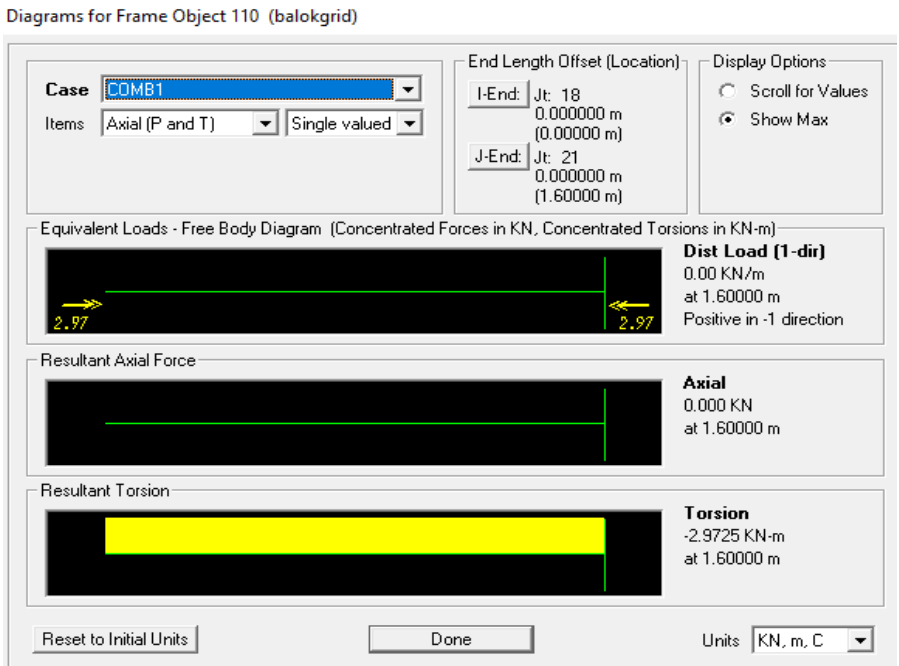 Diagrams for Frame Object 110 (balokgrid)
Case COMB1
Items Axial (P and T) Single valued
End Length Offset (Location)
I-End: Jt: 18
0.000000 m
(0.00000 m)
J-End: Jt: 21
0.000000 m
(1.60000 m)
Display Options
Scroll for Values
Show Max
Equivalent Loads - Free Body Diagram (Concentrated Forces in KN, Concentrated Torsions in KN-m)
2.97 2.97
Dist Load (1-dir)
0.00 KN/m
at 1.60000 m
Positive in -1 direction
Resultant Axial Force
Axial
0.000 KN
at 1.60000 m
Resultant Torsion
Torsion
-2.9725 KN-m
at 1.60000 m
Reset to Initial Units Done Units KN, m, C